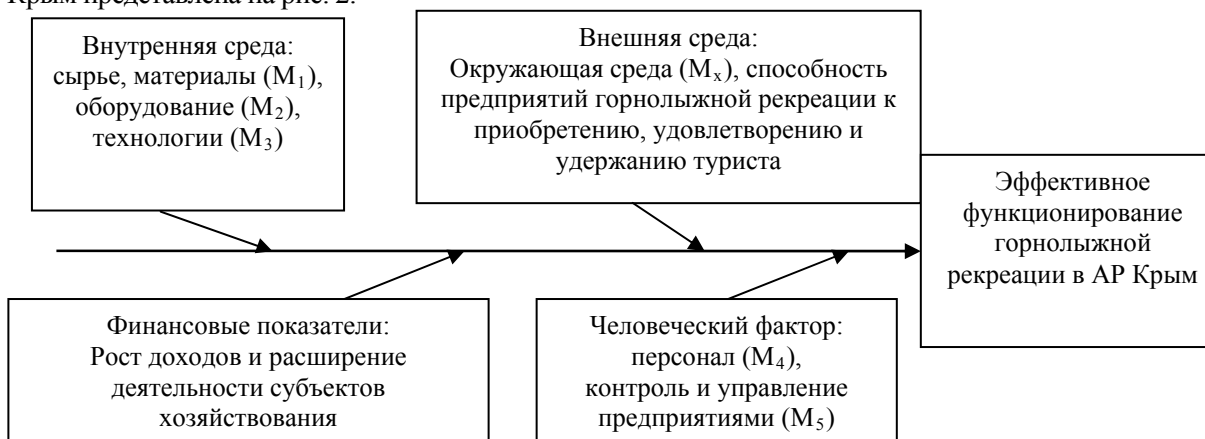 Крым представлена на рис. 2.
Внутренняя среда:
сырье, материалы (M₁),
оборудование (M₂),
технологии (M₃)
Внешняя среда:
Окружающая среда (Mₓ), способность
предприятий горнолыжной рекреации к
приобретению, удовлетворению и
удержанию туриста
Эффективное
функционирование
горнолыжной
рекреации в АР Крым
Финансовые показатели:
Рост доходов и расширение
деятельности субъектов
хозяйствования
Человеческий фактор:
персонал (M₄),
контроль и управление
предприятиями (M₅)